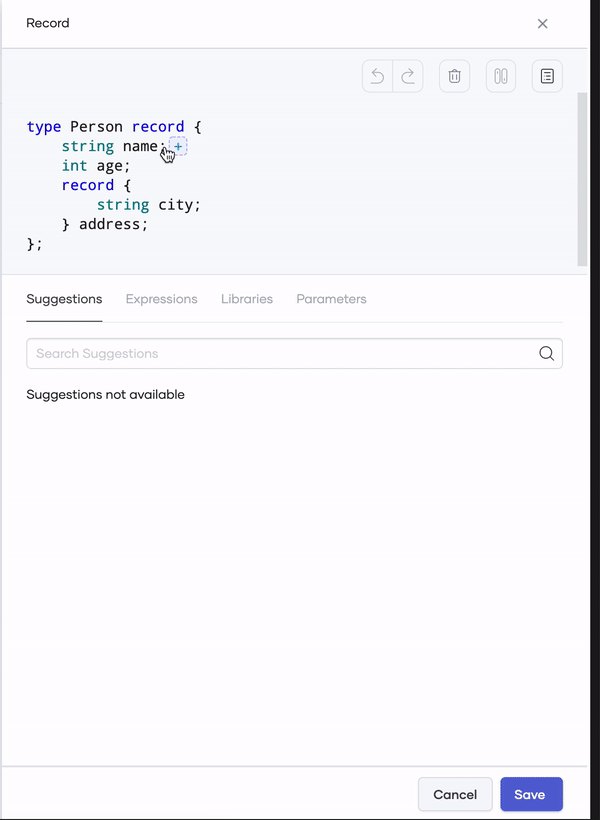 Record
type Person record {
    string name; +
    int age;
    record {
        string city;
    } address;
};
Suggestions Expressions Libraries Parameters
Search Suggestions
Suggestions not available
Cancel Save